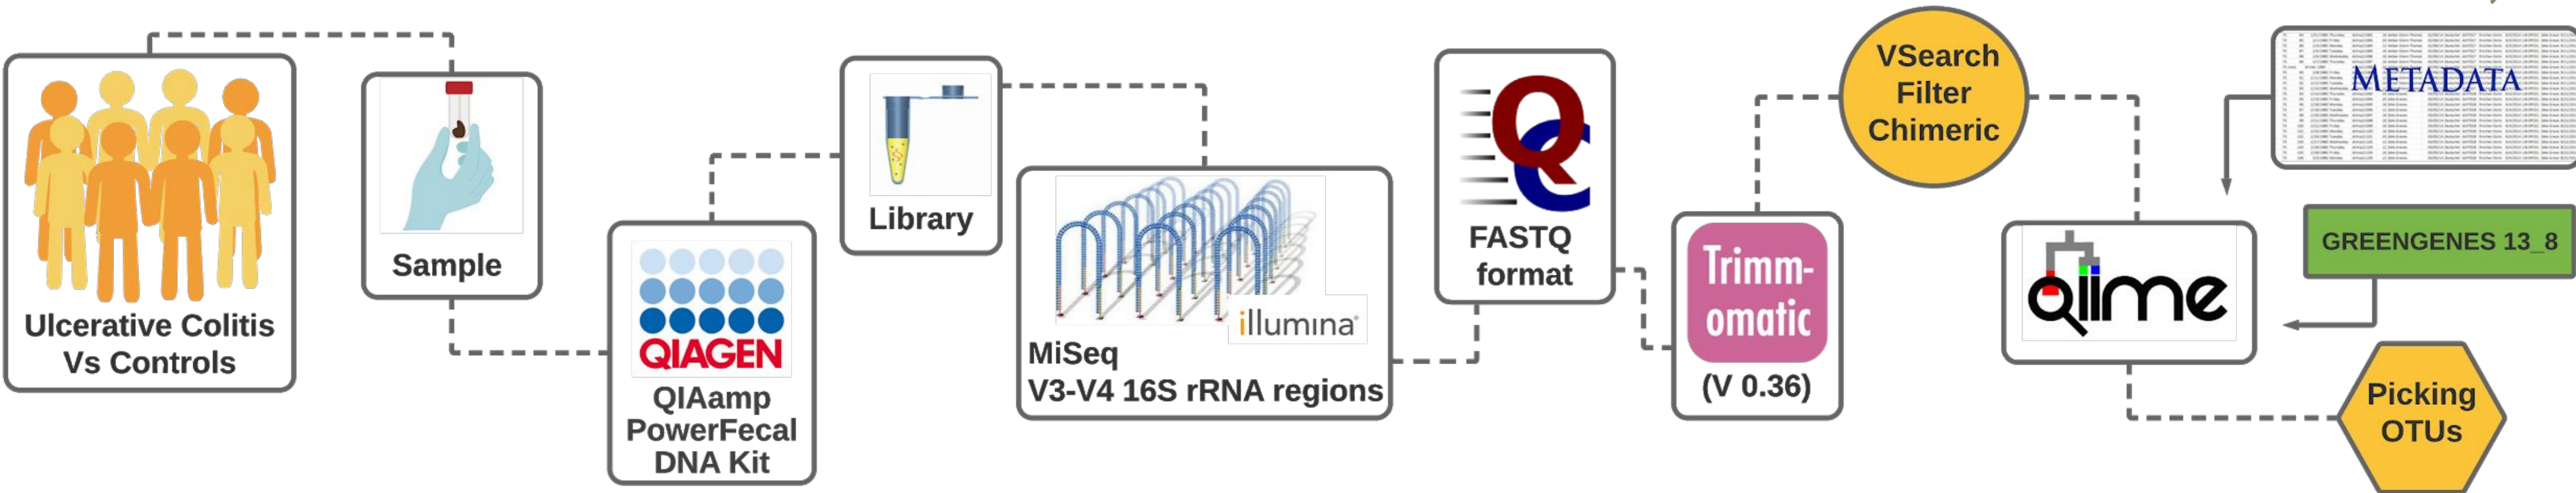 Ulcerative Colitis
Vs Controls
Sample
QIAGEN
QIAamp
PowerFecal
DNA Kit
Library
illumina®
MiSeq
V3-V4 16S rRNA regions
QC
FASTQ
format
Trimm-
omatic
(V 0.36)
VSearch
Filter
Chimeric
qiime
METADATA
GREENGENES 13_8
Picking
OTUs